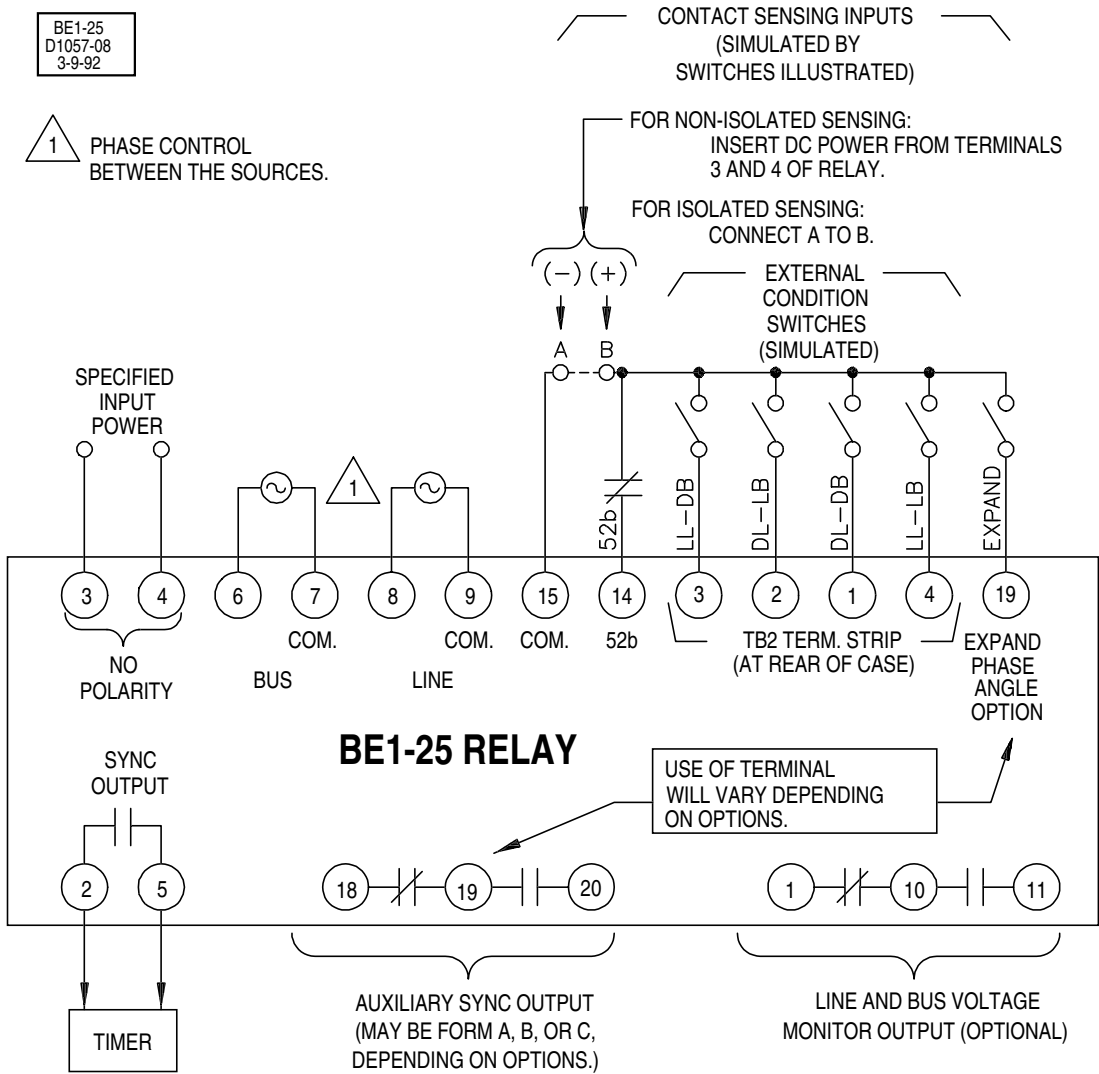 BE1-25
D1057-08
3-9-92
1 PHASE CONTROL
BETWEEN THE SOURCES.
CONTACT SENSING INPUTS
(SIMULATED BY
SWITCHES ILLUSTRATED)
FOR NON-ISOLATED SENSING:
INSERT DC POWER FROM TERMINALS
3 AND 4 OF RELAY.
FOR ISOLATED SENSING:
CONNECT A TO B.
(−) (+)
A B
EXTERNAL
CONDITION
SWITCHES
(SIMULATED)
SPECIFIED
INPUT
POWER
1
52b
LL−DB
DL−LB
DL−DB
LL−LB
EXPAND
3 4 6 7 8 9 15 14 3 2 1 4 19
NO
POLARITY
COM.
BUS
COM.
LINE
COM.
52b
TB2 TERM. STRIP
(AT REAR OF CASE)
EXPAND
PHASE
ANGLE
OPTION
BE1-25 RELAY
SYNC
OUTPUT
USE OF TERMINAL
WILL VARY DEPENDING
ON OPTIONS.
2 5 18 19 20 1 10 11
TIMER
AUXILIARY SYNC OUTPUT
(MAY BE FORM A, B, OR C,
DEPENDING ON OPTIONS.)
LINE AND BUS VOLTAGE
MONITOR OUTPUT (OPTIONAL)